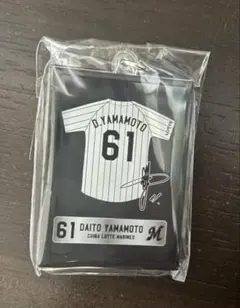 D.YAMAMOTO
61
61
DAITO YAMAMOTO
CHIBA LOTTE MARINES
M